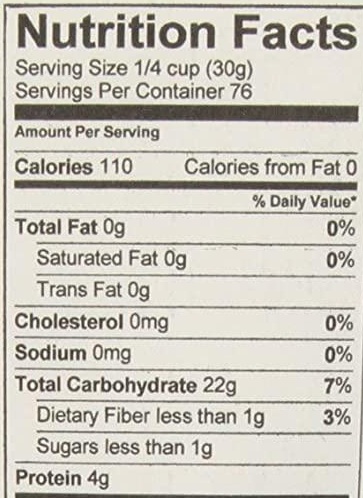 Nutrition Facts
Serving Size 1/4 cup (30g)
Servings Per Container 76
Amount Per Serving
Calories 110 Calories from Fat 0
% Daily Value*
Total Fat 0g 0%
Saturated Fat 0g 0%
Trans Fat 0g
Cholesterol 0mg 0%
Sodium 0mg 0%
Total Carbohydrate 22g 7%
Dietary Fiber less than 1g 3%
Sugars less than 1g
Protein 4g